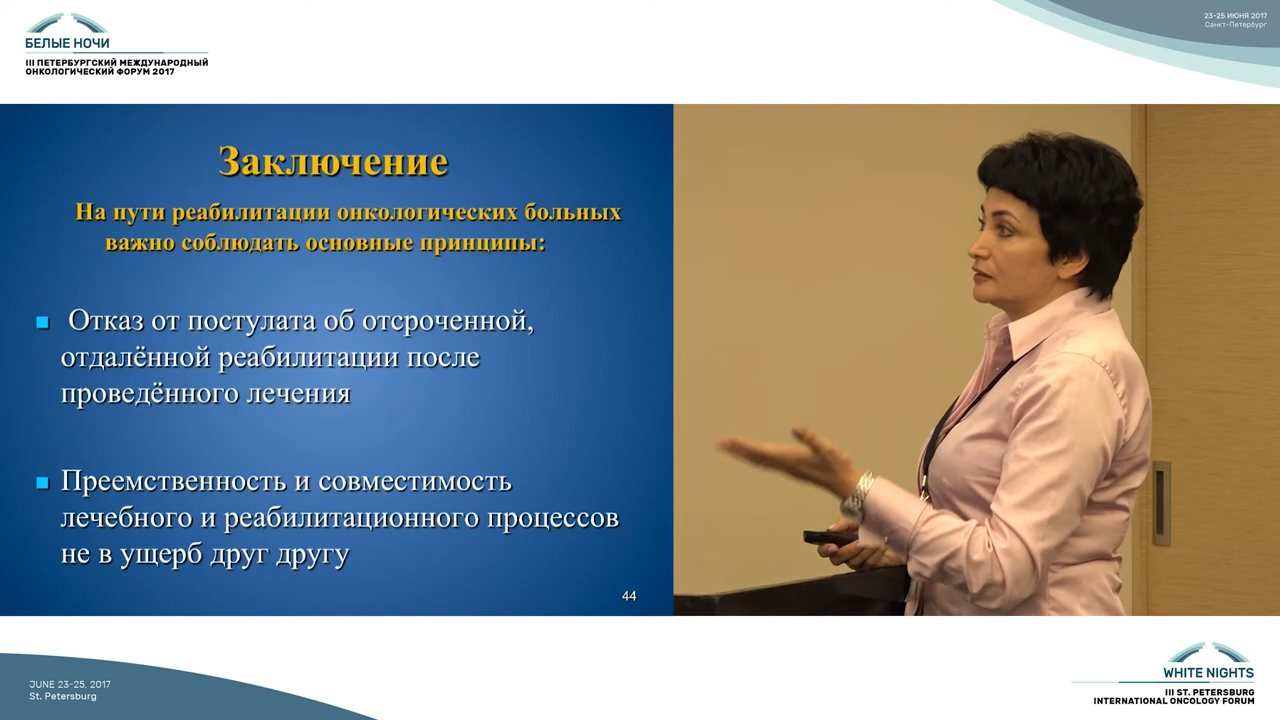 БЕЛЫЕ НОЧИ
III ПЕТЕРБУРГСКИЙ МЕЖДУНАРОДНЫЙ
ОНКОЛОГИЧЕСКИЙ ФОРУМ 2017
23-25 ИЮНЯ 2017
Санкт-Петербург
Заключение
На пути реабилитации онкологических больных
важно соблюдать основные принципы:
Отказ от постулата об отсроченной,
отдалённой реабилитации после
проведённого лечения
Преемственность и совместимость
лечебного и реабилитационного процессов
не в ущерб друг другу
44
JUNE 23-25, 2017
St. Petersburg
WHITE NIGHTS
III ST. PETERSBURG
INTERNATIONAL ONCOLOGY FORUM